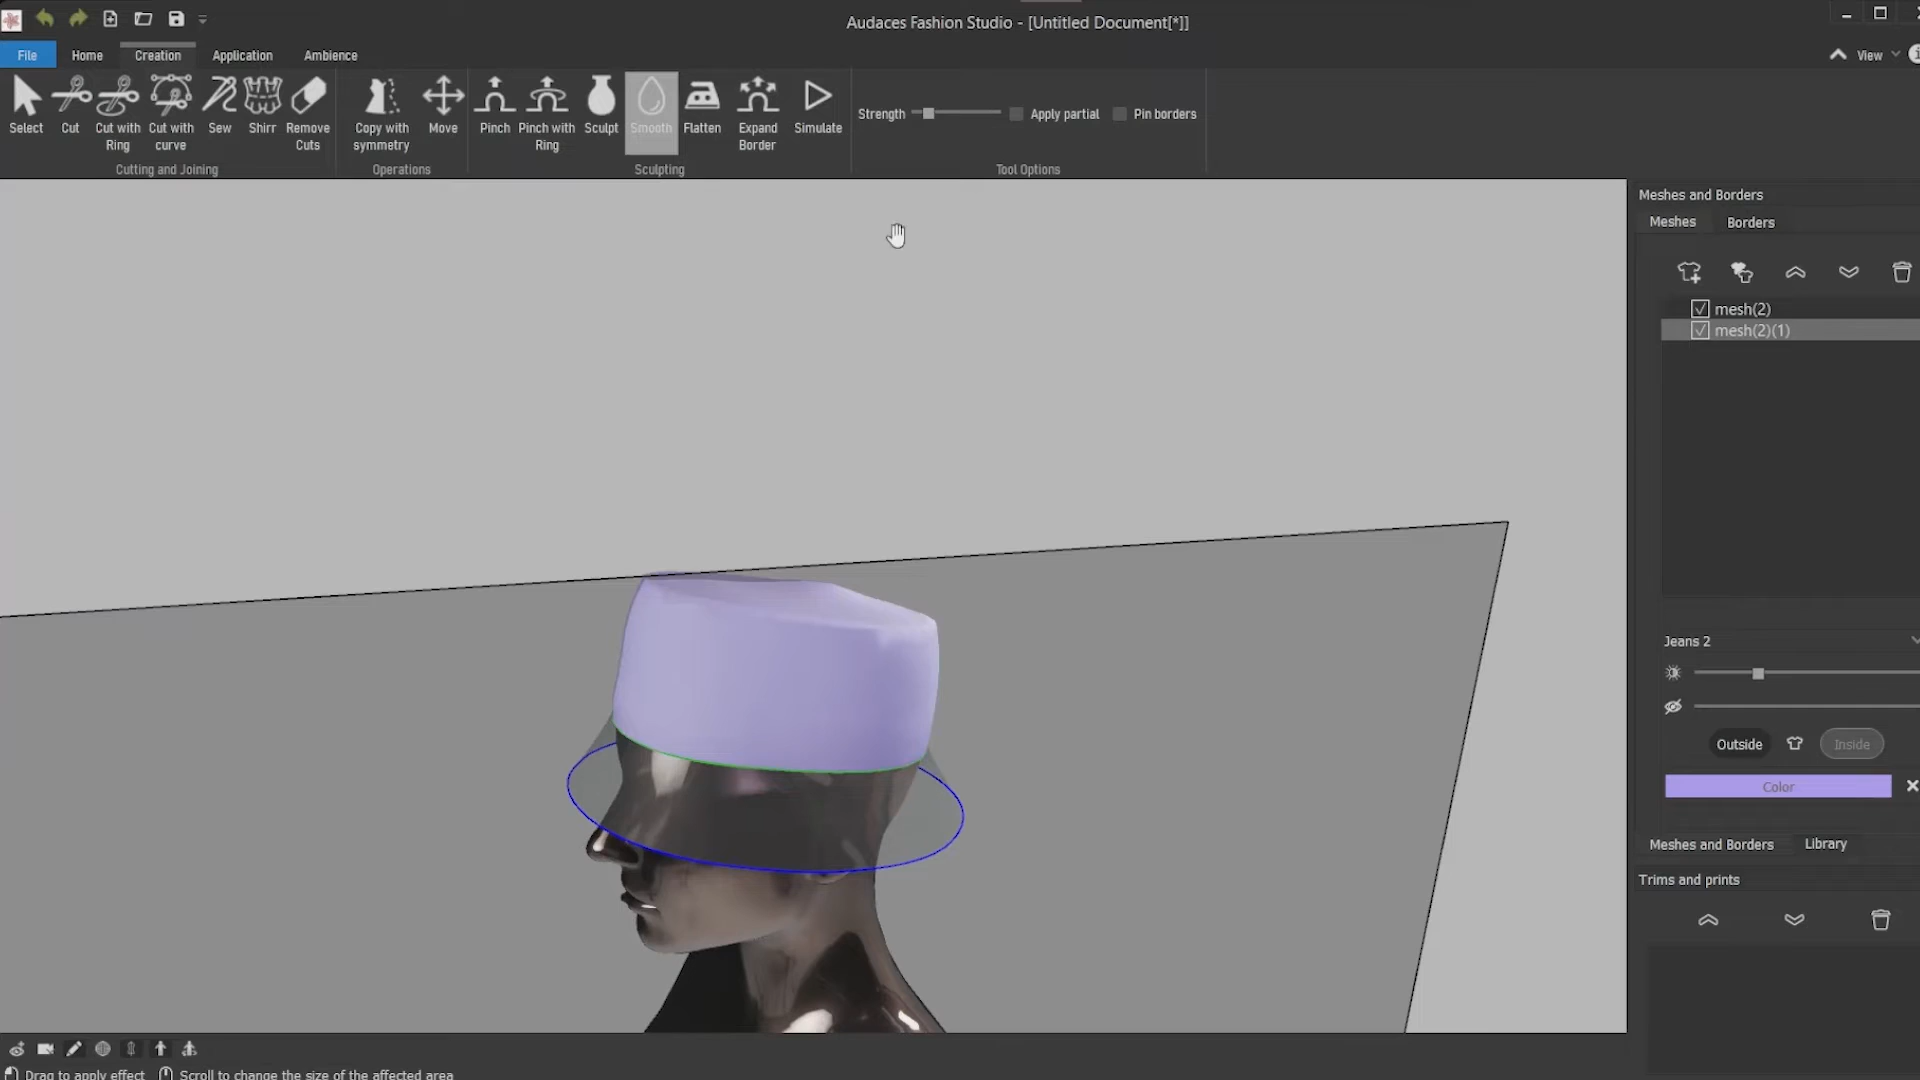 Audaces Fashion Studio - [Untitled Document[*]]
File Home Creation Application Ambience View
Select Cut Cut with Ring Cut with curve Sew Shirr Remove Cuts Copy with symmetry Move Pinch Pinch with Ring Sculpt Smooth Flatten Expand Border Simulate
Strength Apply partial Pin borders
Cutting and Joining Operations Sculpting Tool Options
Meshes and Borders
Meshes Borders
mesh(2)
mesh(2)(1)
Jeans 2
Outside Inside
Color
Meshes and Borders Library
Trims and prints
Drag to apply effect Scroll to change the size of the affected area